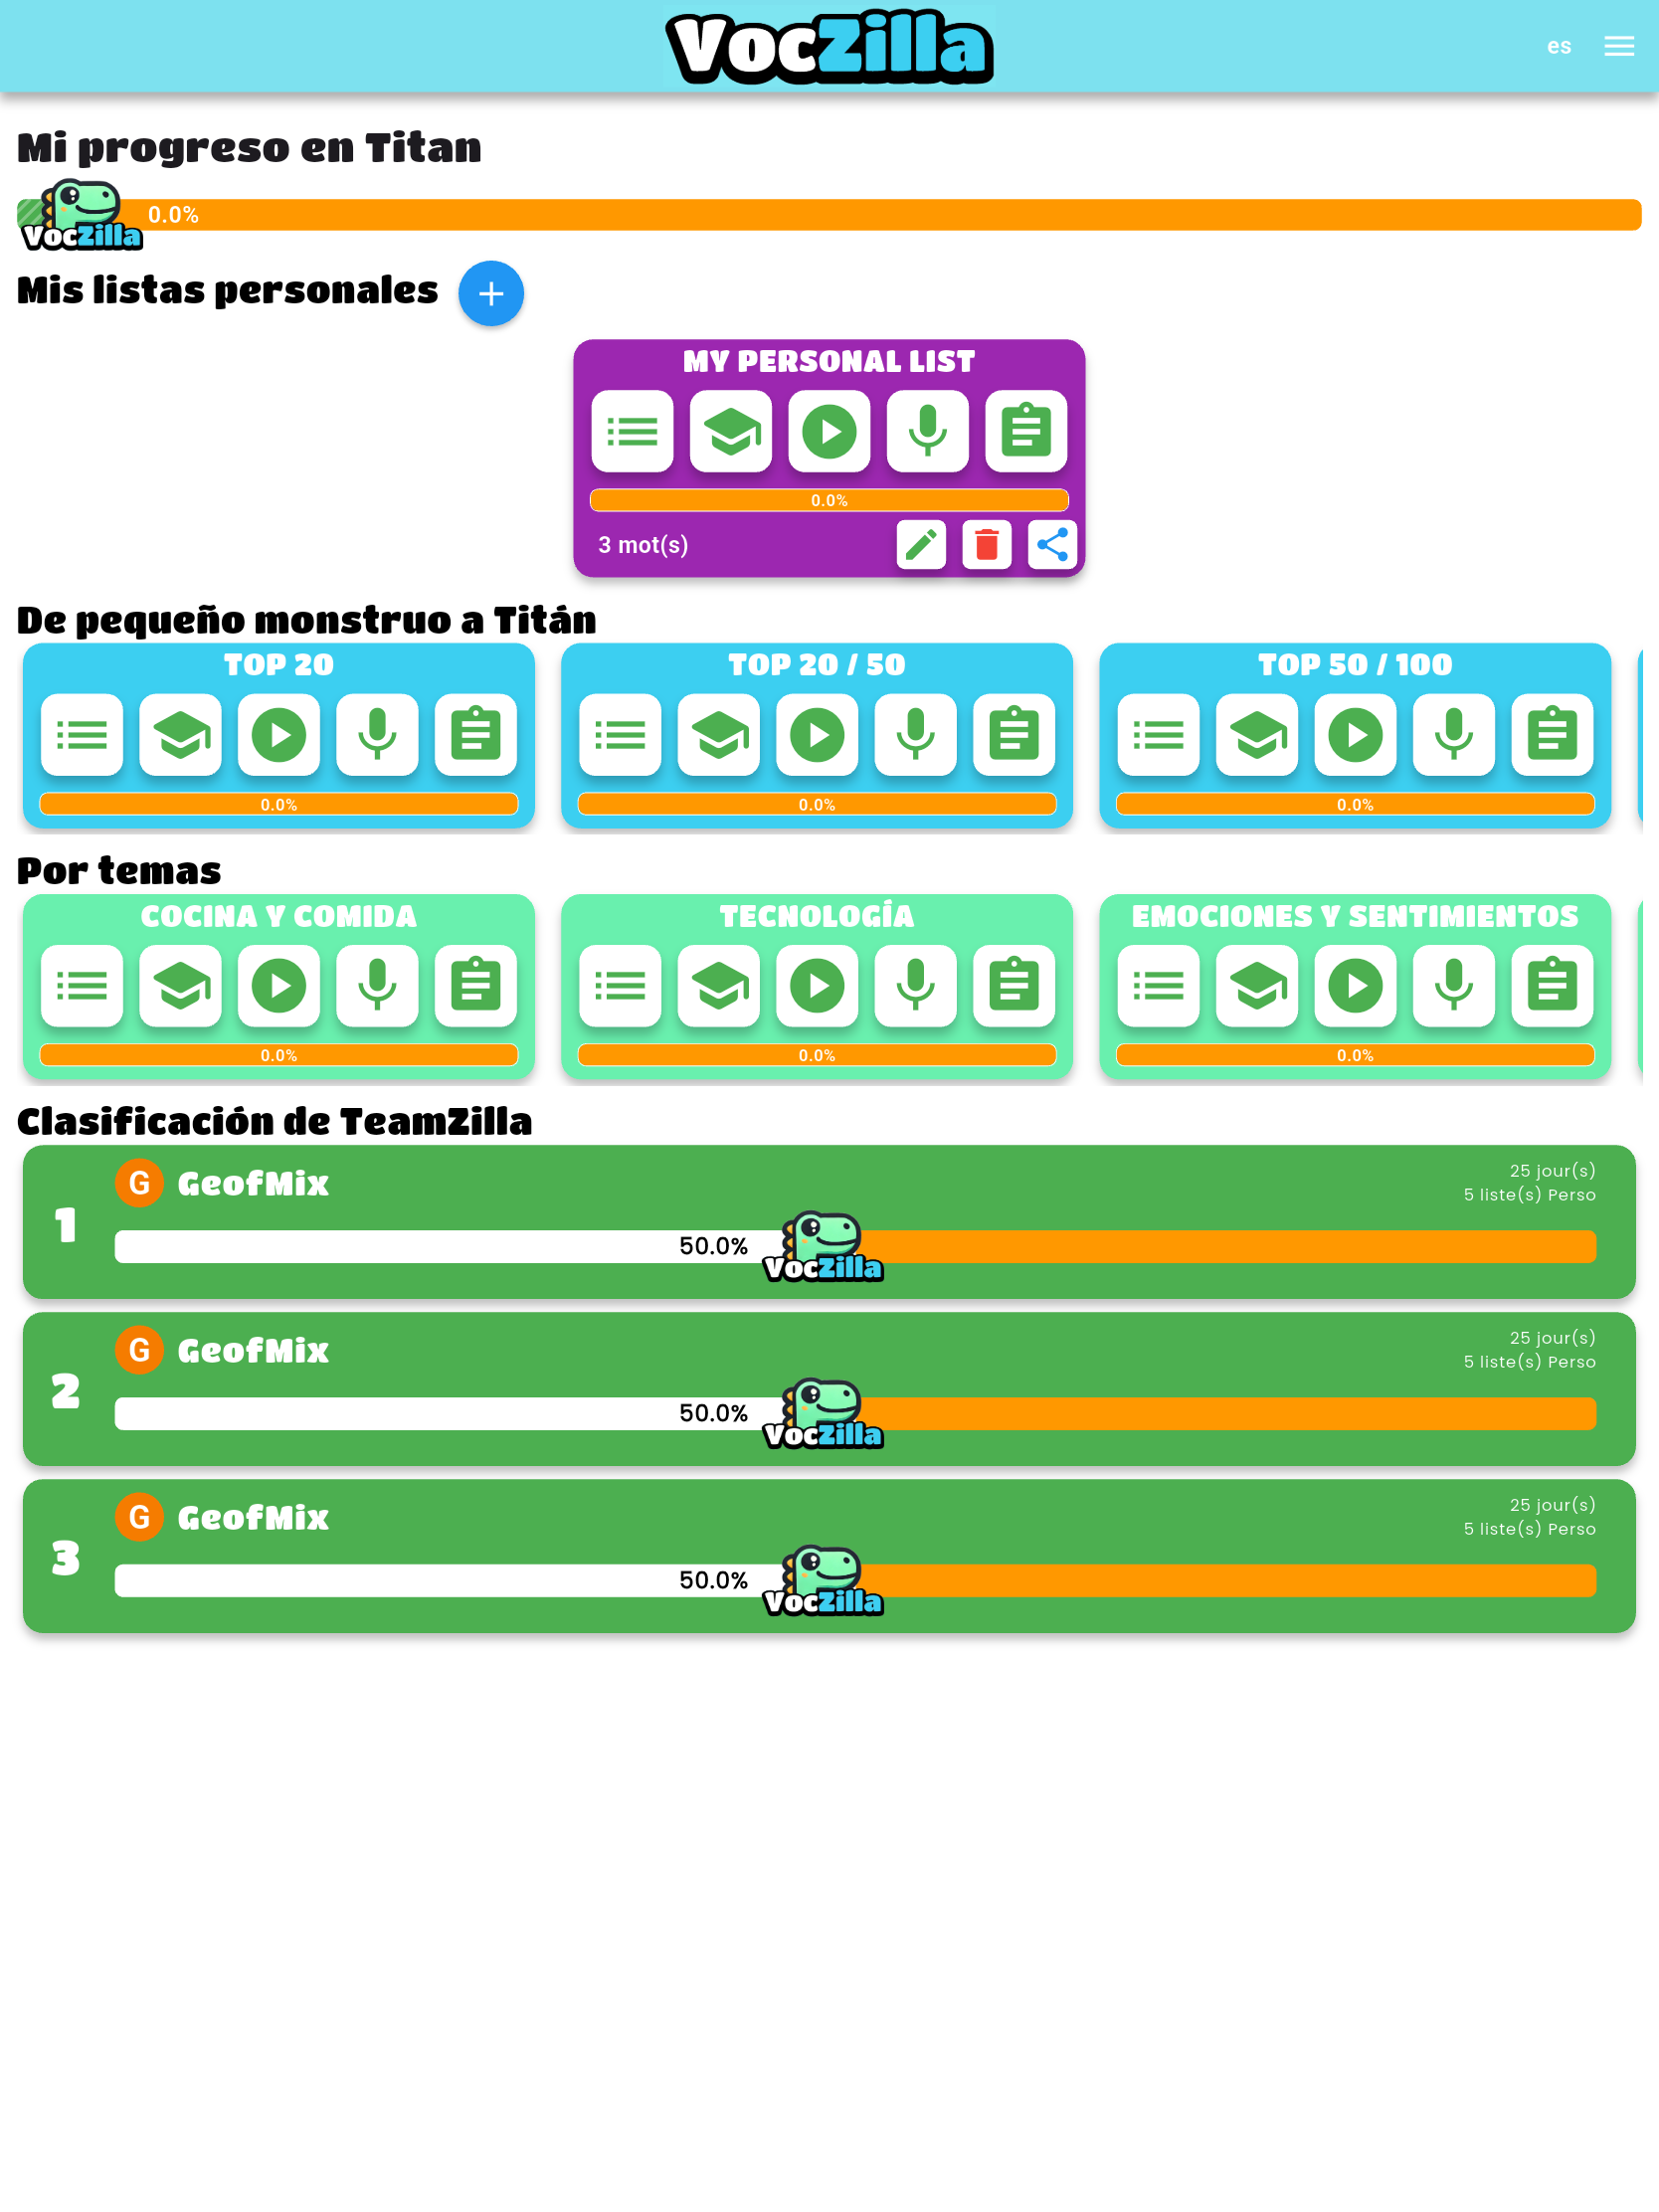 VocZilla
es
Mi progreso en Titan
VocZilla
0.0%
Mis listas personales
MY PERSONAL LIST
0.0%
3 mot(s)
De pequeño monstruo a Titán
TOP 20
0.0%
TOP 20 / 50
0.0%
TOP 50 / 100
0.0%
Por temas
COCINA Y COMIDA
0.0%
TECNOLOGÍA
0.0%
EMOCIONES Y SENTIMIENTOS
0.0%
Clasificación de TeamZilla
1
G GeofMix
25 jour(s)
5 liste(s) Perso
50.0%
VocZilla
2
G GeofMix
25 jour(s)
5 liste(s) Perso
50.0%
VocZilla
3
G GeofMix
25 jour(s)
5 liste(s) Perso
50.0%
VocZilla